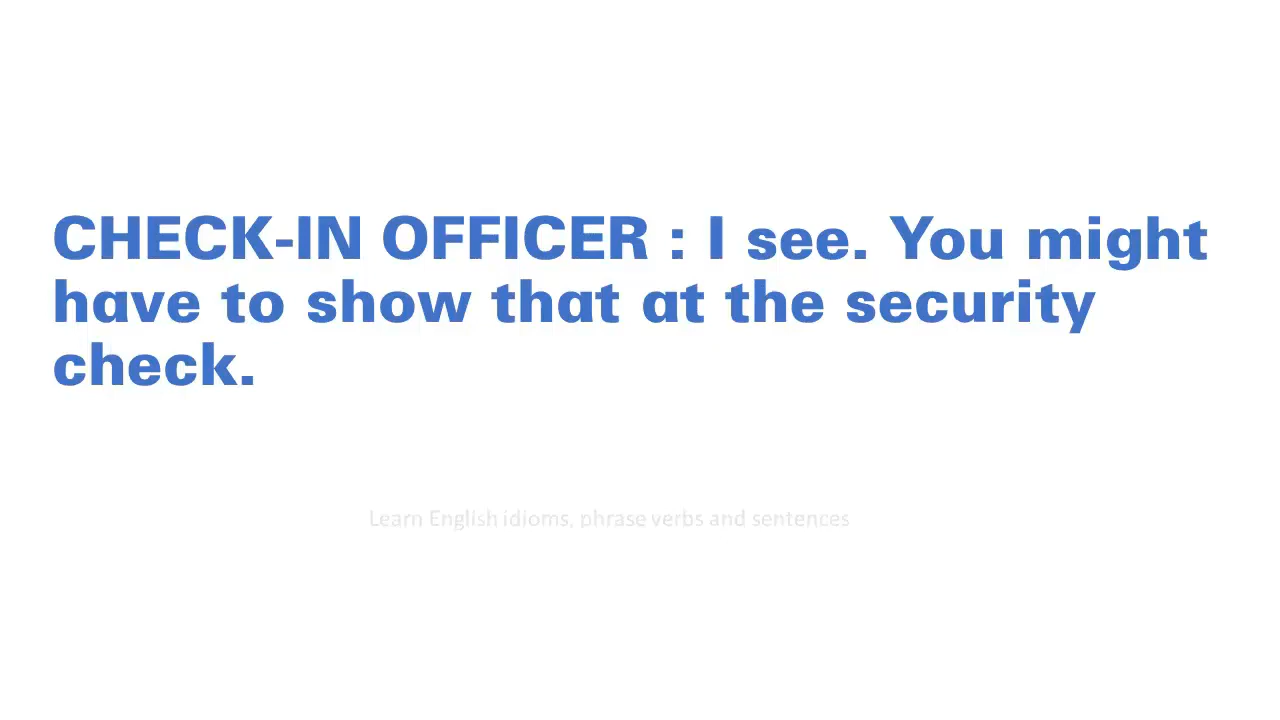 CHECK-IN OFFICER : I see. You might
have to show that at the security
check.
Learn English idioms, phrase verbs and sentences